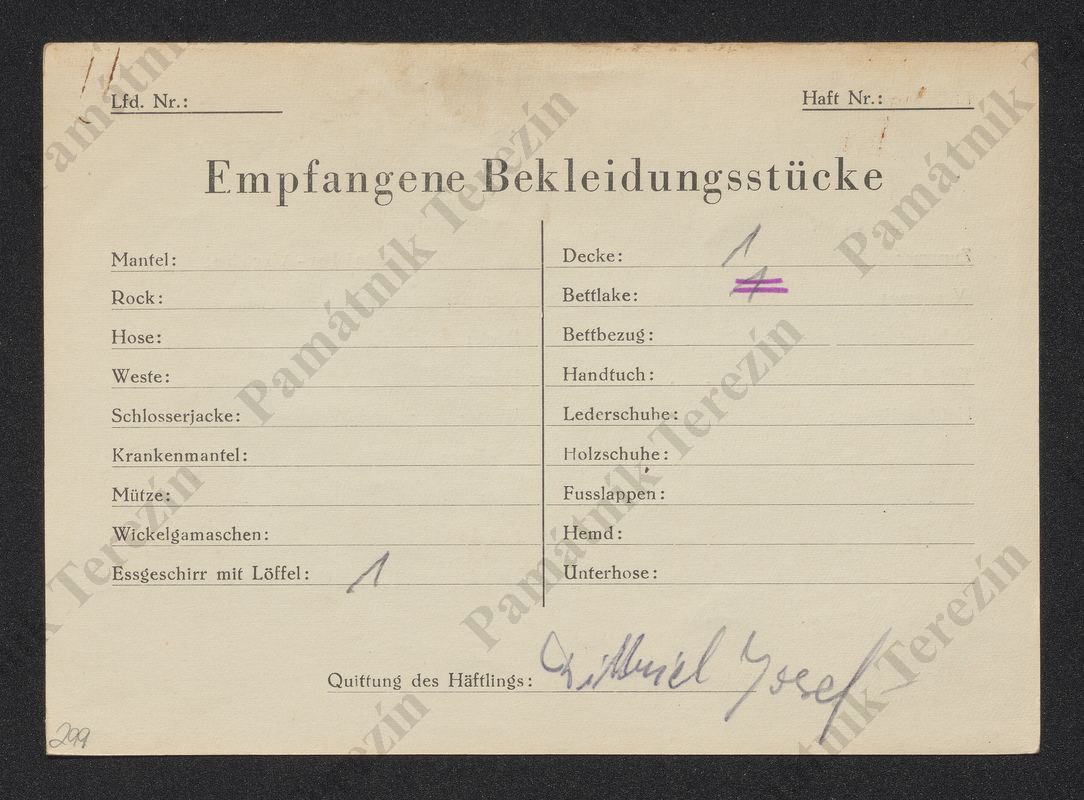 Lfd. Nr.:
Haft Nr.:
Empfangene Bekleidungsstücke
Mantel:
Rock:
Hose:
Weste:
Schlosserjacke:
Krankenmantel:
Mütze:
Wickelgamaschen:
Essgeschirr mit Löffel: 1
Decke: 1
Bettlake: 1
Bettbezug:
Handtuch:
Lederschuhe:
Holzschuhe:
Fusslappen:
Hemd:
Unterhose:
Quittung des Häftlings: Josef
299
Památník Terezín